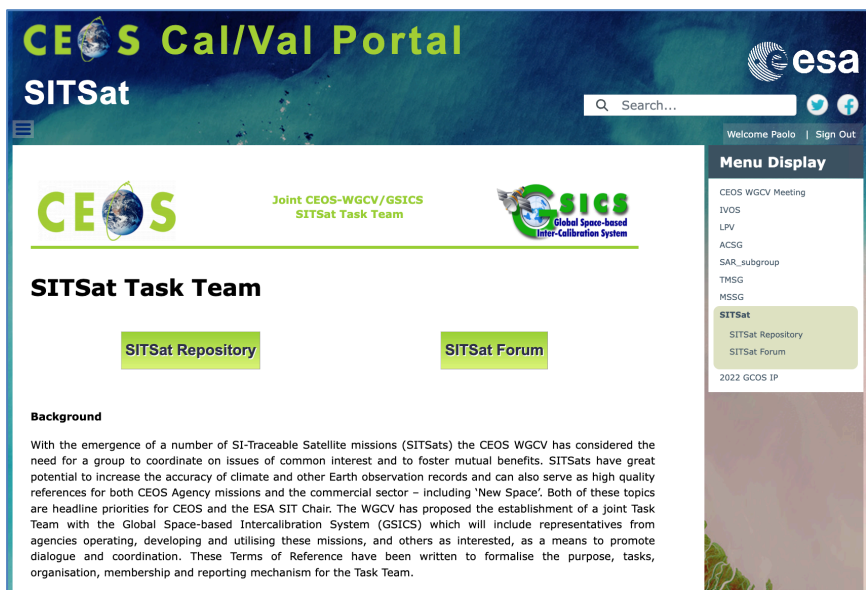 CEOS Cal/Val Portal
esa
SITSat
Search...
Welcome Paolo | Sign Out
Menu Display
CEOS WGCV Meeting
IVOS
LPV
ACSG
SAR_subgroup
TMSG
MSSG
SITSat
SITSat Repository
SITSat Forum
2022 GCOS IP
CEOS
Joint CEOS-WGCV/GSICS
SITSat Task Team
GSICS
Global Space-based
Inter-Calibration System
SITSat Task Team
SITSat Repository
SITSat Forum
Background
With the emergence of a number of SI-Traceable Satellite missions (SITSats) the CEOS WGCV has considered the
need for a group to coordinate on issues of common interest and to foster mutual benefits. SITSats have great
potential to increase the accuracy of climate and other Earth observation records and can also serve as high quality
references for both CEOS Agency missions and the commercial sector – including ‘New Space’. Both of these topics
are headline priorities for CEOS and the ESA SIT Chair. The WGCV has proposed the establishment of a joint Task
Team with the Global Space-based Intercalibration System (GSICS) which will include representatives from
agencies operating, developing and utilising these missions, and others as interested, as a means to promote
dialogue and coordination. These Terms of Reference have been written to formalise the purpose, tasks,
organisation, membership and reporting mechanism for the Task Team.